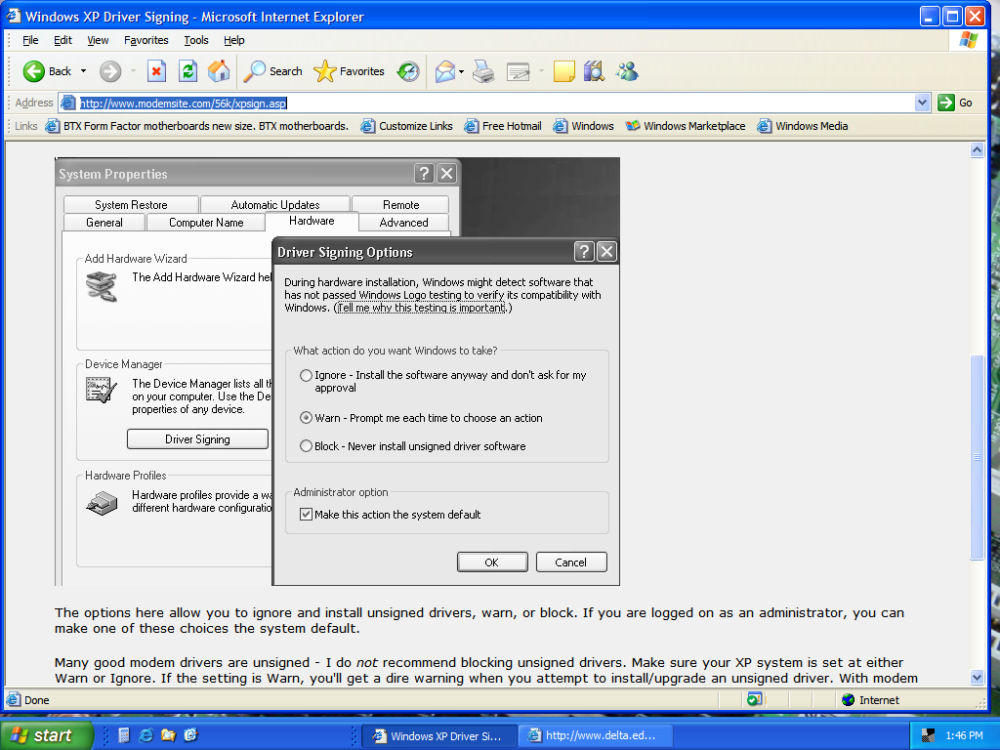 Windows XP Driver Signing - Microsoft Internet Explorer
File Edit View Favorites Tools Help
Back Search Favorites
Address http://www.modemsite.com/56k/xpsign.asp Go
Links BTX Form Factor motherboards new size. BTX motherboards. Customize Links Free Hotmail Windows Windows Marketplace Windows Media
System Properties
System Restore Automatic Updates Remote
General Computer Name Hardware Advanced
Add Hardware Wizard
The Add Hardware Wizard hel
Device Manager
The Device Manager lists all th
on your computer. Use the De
properties of any device.
Driver Signing
Hardware Profiles
Hardware profiles provide a wa
different hardware configuratio
Driver Signing Options
During hardware installation, Windows might detect software that
has not passed Windows Logo testing to verify its compatibility with
Windows. (Tell me why this testing is important.)
What action do you want Windows to take?
Ignore - Install the software anyway and don't ask for my
approval
Warn - Prompt me each time to choose an action
Block - Never install unsigned driver software
Administrator option
Make this action the system default
OK Cancel
The options here allow you to ignore and install unsigned drivers, warn, or block. If you are logged on as an administrator, you can
make one of these choices the system default.
Many good modem drivers are unsigned - I do not recommend blocking unsigned drivers. Make sure your XP system is set at either
Warn or Ignore. If the setting is Warn, you'll get a dire warning when you attempt to install/upgrade an unsigned driver. With modem
Done Internet
start Windows XP Driver Si... http://www.delta.ed... 1:46 PM